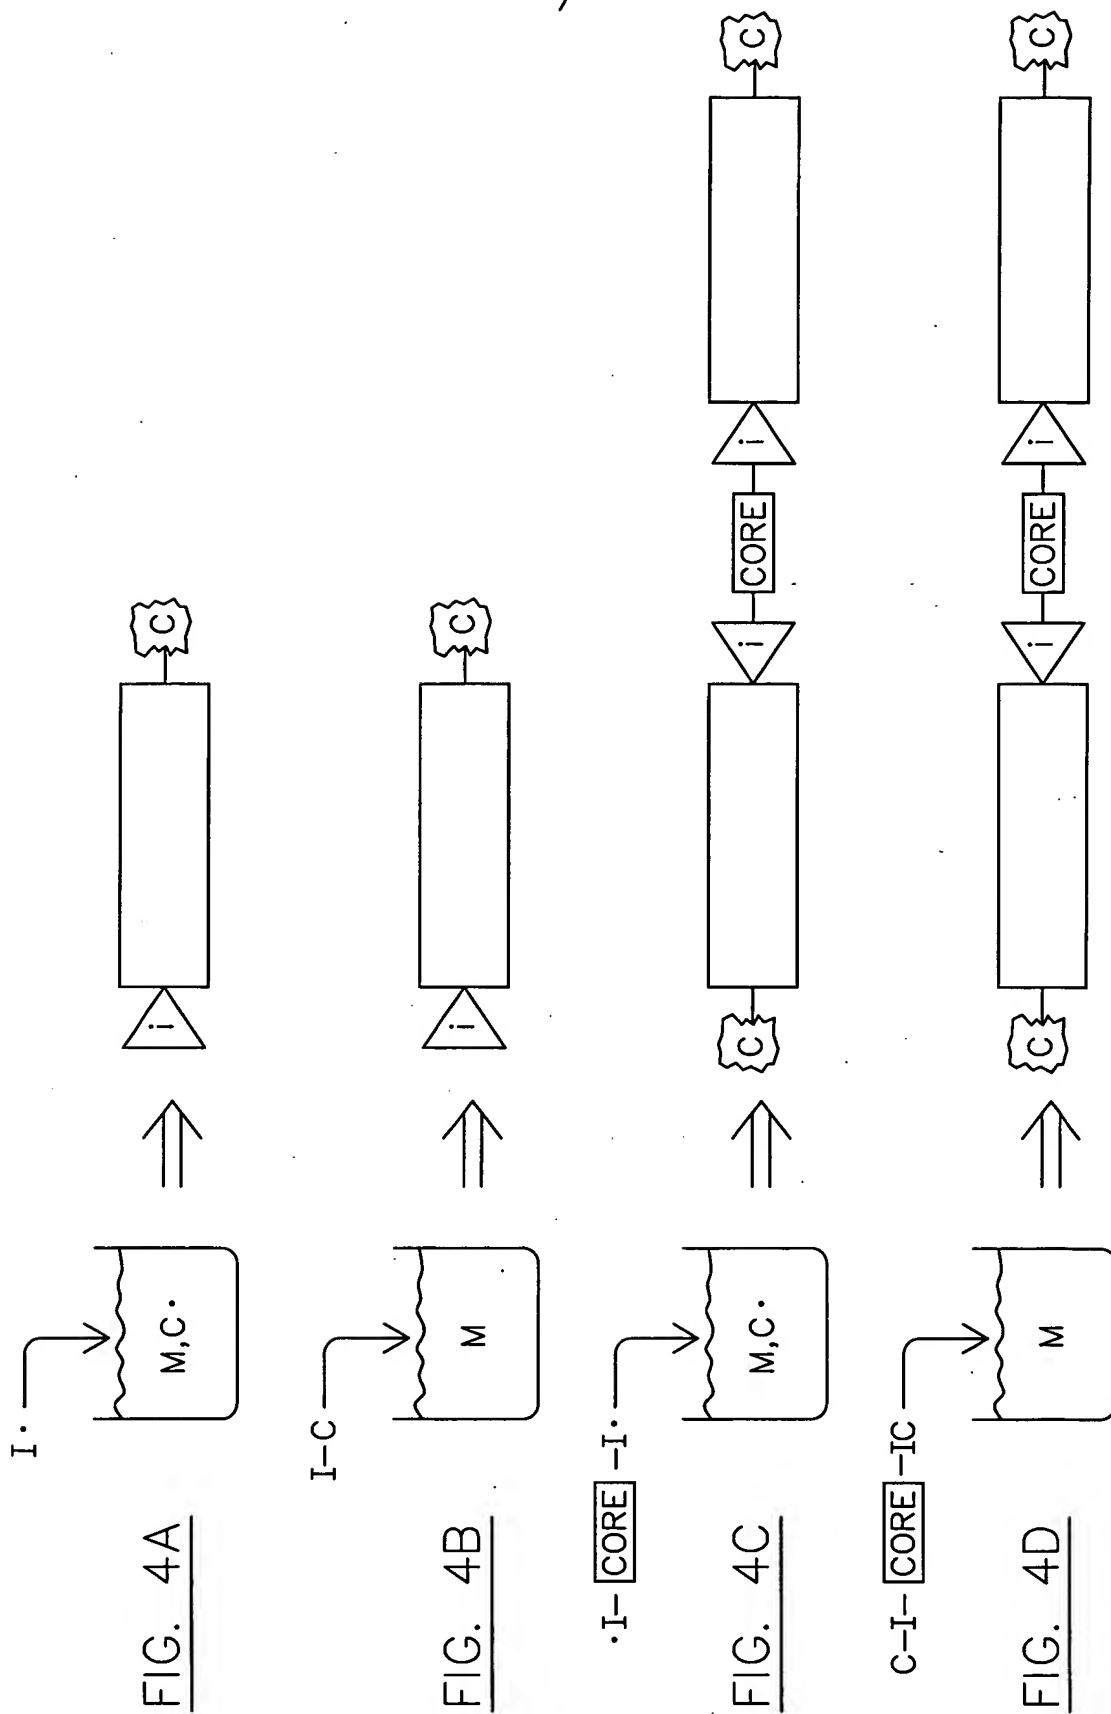 I·
M,C·
i
C
FIG. 4A
I-C
M
i
C
FIG. 4B
·I- CORE -I·
M,C·
C
i
CORE
i
C
FIG. 4C
C-I- CORE -IC
M
C
i
CORE
i
C
FIG. 4D